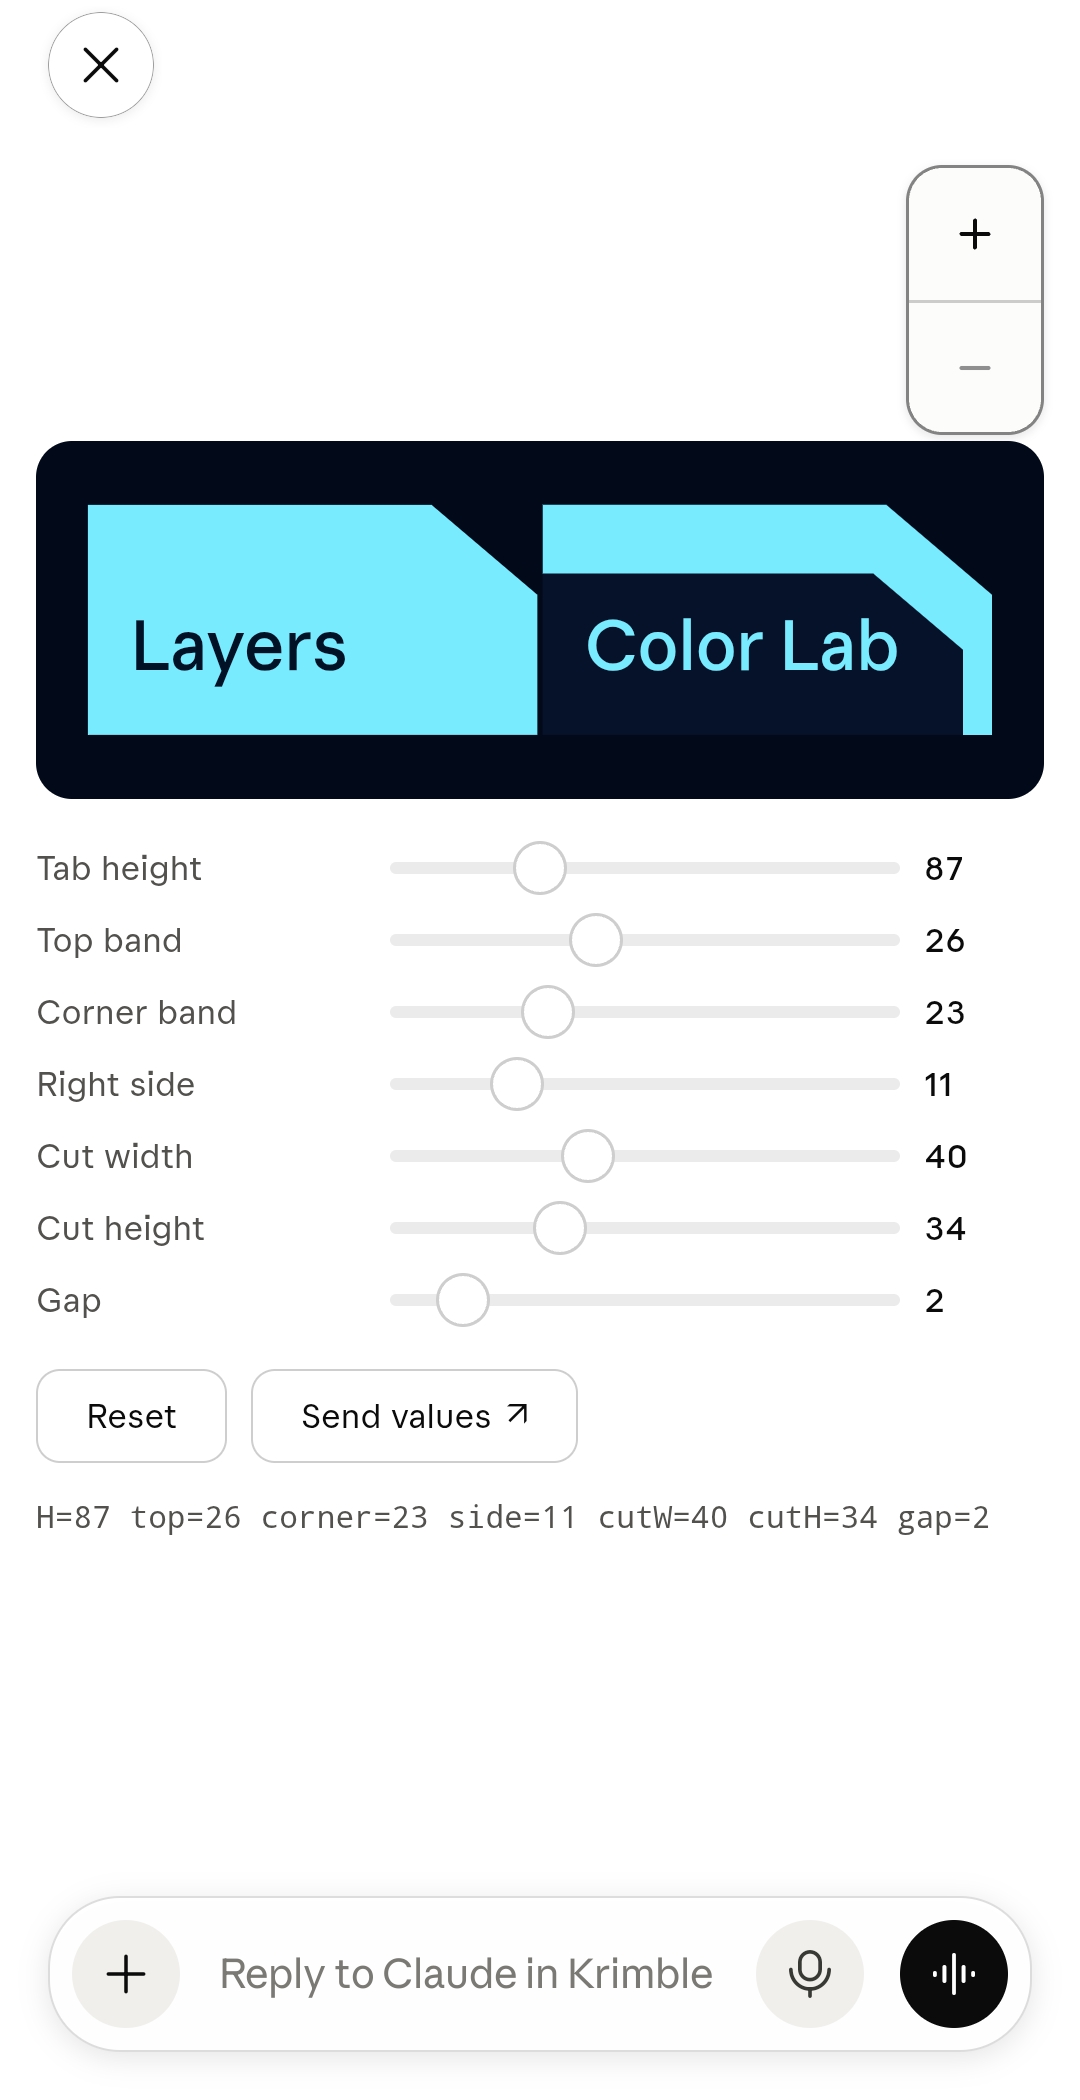 Layers
Color Lab
Tab height 87
Top band 26
Corner band 23
Right side 11
Cut width 40
Cut height 34
Gap 2
Reset
Send values
H=87 top=26 corner=23 side=11 cutW=40 cutH=34 gap=2
Reply to Claude in Krimble